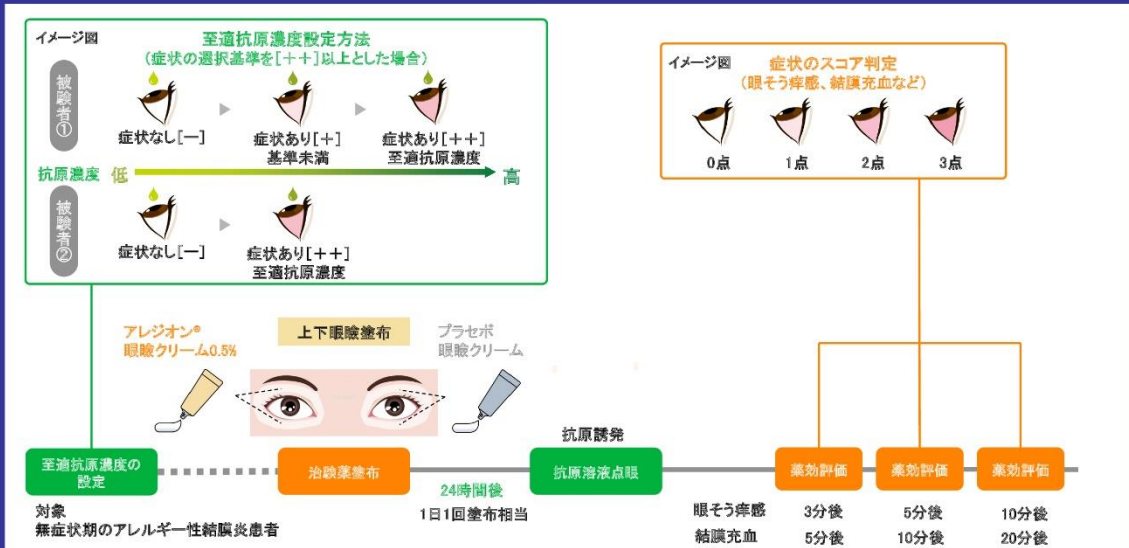 イメージ図
至適抗原濃度設定方法
(症状の選択基準を[++]以上とした場合)
被験者①
症状なし[ー]
症状あり[+]
基準未満
症状あり[++]
至適抗原濃度
抗原濃度 低
高
被験者②
症状なし[ー]
症状あり[++]
至適抗原濃度
イメージ図
症状のスコア判定
(眼そう痒感、結膜充血など)
0点 1点 2点 3点
アレジオン®
眼瞼クリーム0.5%
上下眼瞼塗布
プラセボ
眼瞼クリーム
至適抗原濃度の
設定
対象
無症状期のアレルギー性結膜炎患者
治験薬塗布
24時間後
1日1回塗布相当
抗原誘発
抗原溶液点眼
薬効評価 薬効評価 薬効評価
眼そう痒感 3分後 5分後 10分後
結膜充血 5分後 10分後 20分後